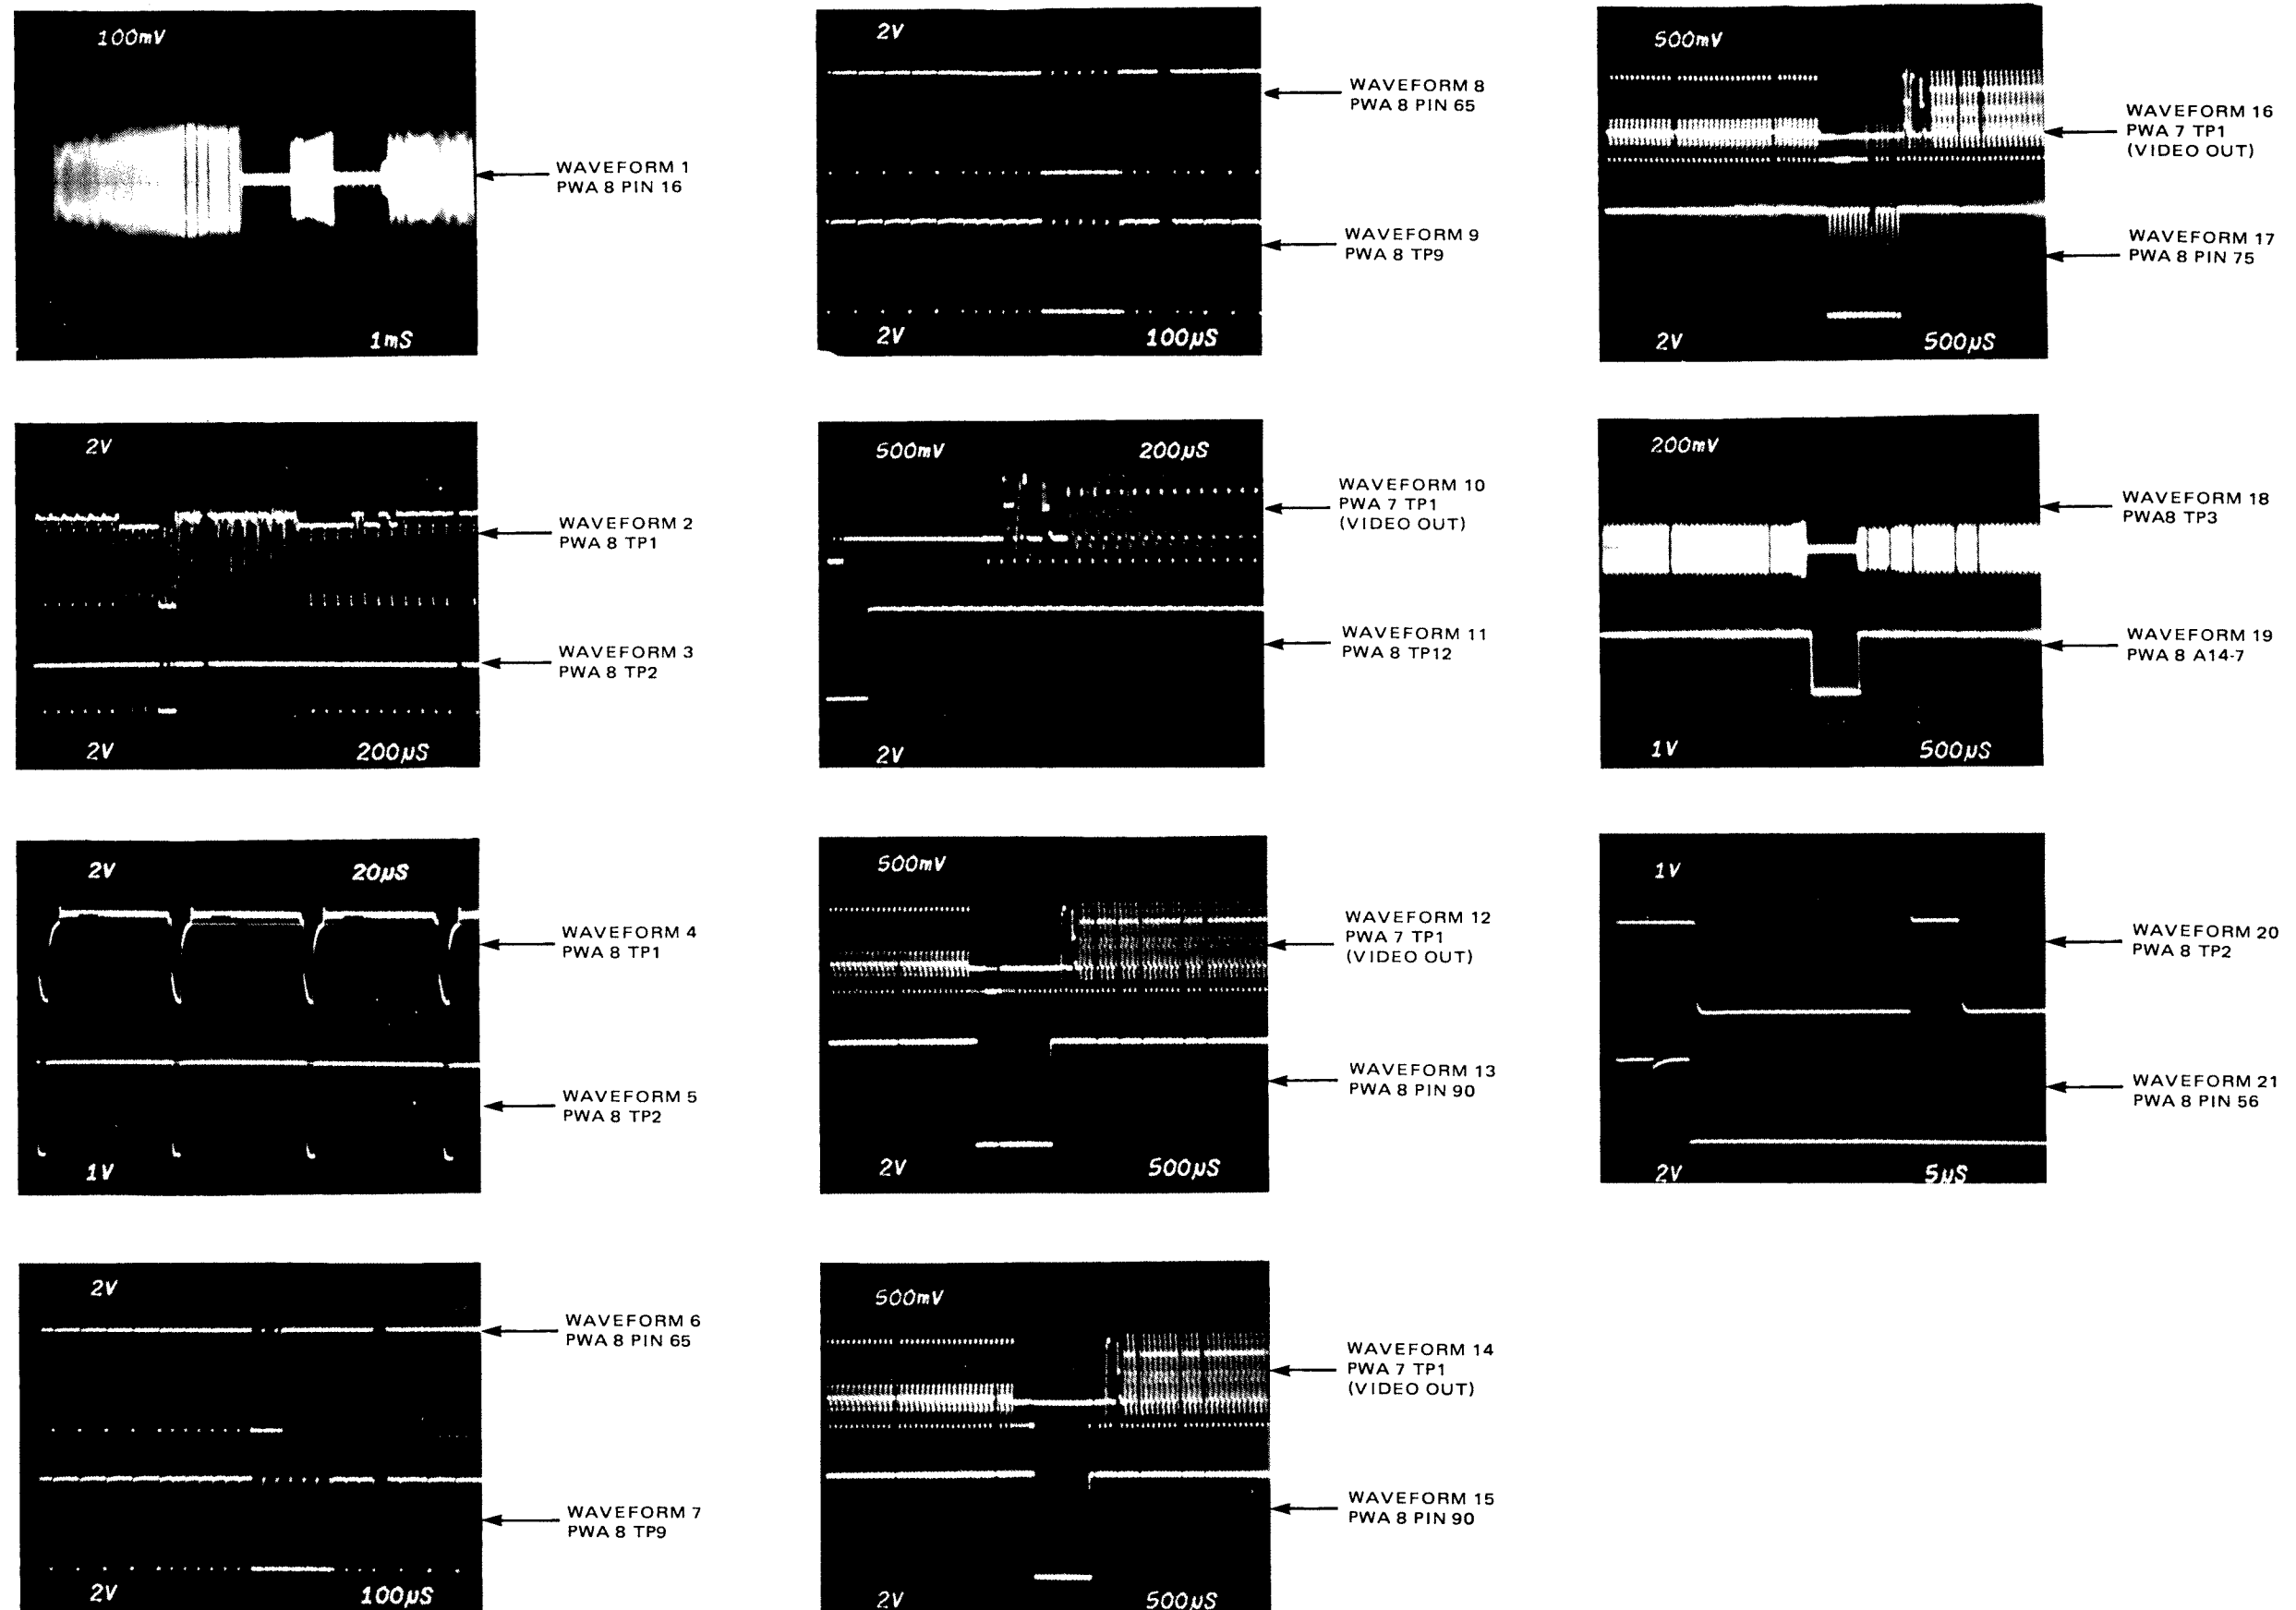 100mV
1mS
WAVEFORM 1
PWA 8 PIN 16
2V
WAVEFORM 2
PWA 8 TP1
WAVEFORM 3
PWA 8 TP2
2V
200µS
2V
20µS
WAVEFORM 4
PWA 8 TP1
WAVEFORM 5
PWA 8 TP2
1V
2V
WAVEFORM 6
PWA 8 PIN 65
WAVEFORM 7
PWA 8 TP9
2V
100µS
2V
WAVEFORM 8
PWA 8 PIN 65
WAVEFORM 9
PWA 8 TP9
2V
100µS
500mV
200µS
WAVEFORM 10
PWA 7 TP1
(VIDEO OUT)
WAVEFORM 11
PWA 8 TP12
2V
500mV
WAVEFORM 12
PWA 7 TP1
(VIDEO OUT)
WAVEFORM 13
PWA 8 PIN 90
2V
500µS
500mV
WAVEFORM 14
PWA 7 TP1
(VIDEO OUT)
WAVEFORM 15
PWA 8 PIN 90
2V
500µS
500mV
WAVEFORM 16
PWA 7 TP1
(VIDEO OUT)
WAVEFORM 17
PWA 8 PIN 75
2V
500µS
200mV
WAVEFORM 18
PWA8 TP3
WAVEFORM 19
PWA 8 A14-7
1V
500µS
1V
WAVEFORM 20
PWA 8 TP2
WAVEFORM 21
PWA 8 PIN 56
2V
5µS